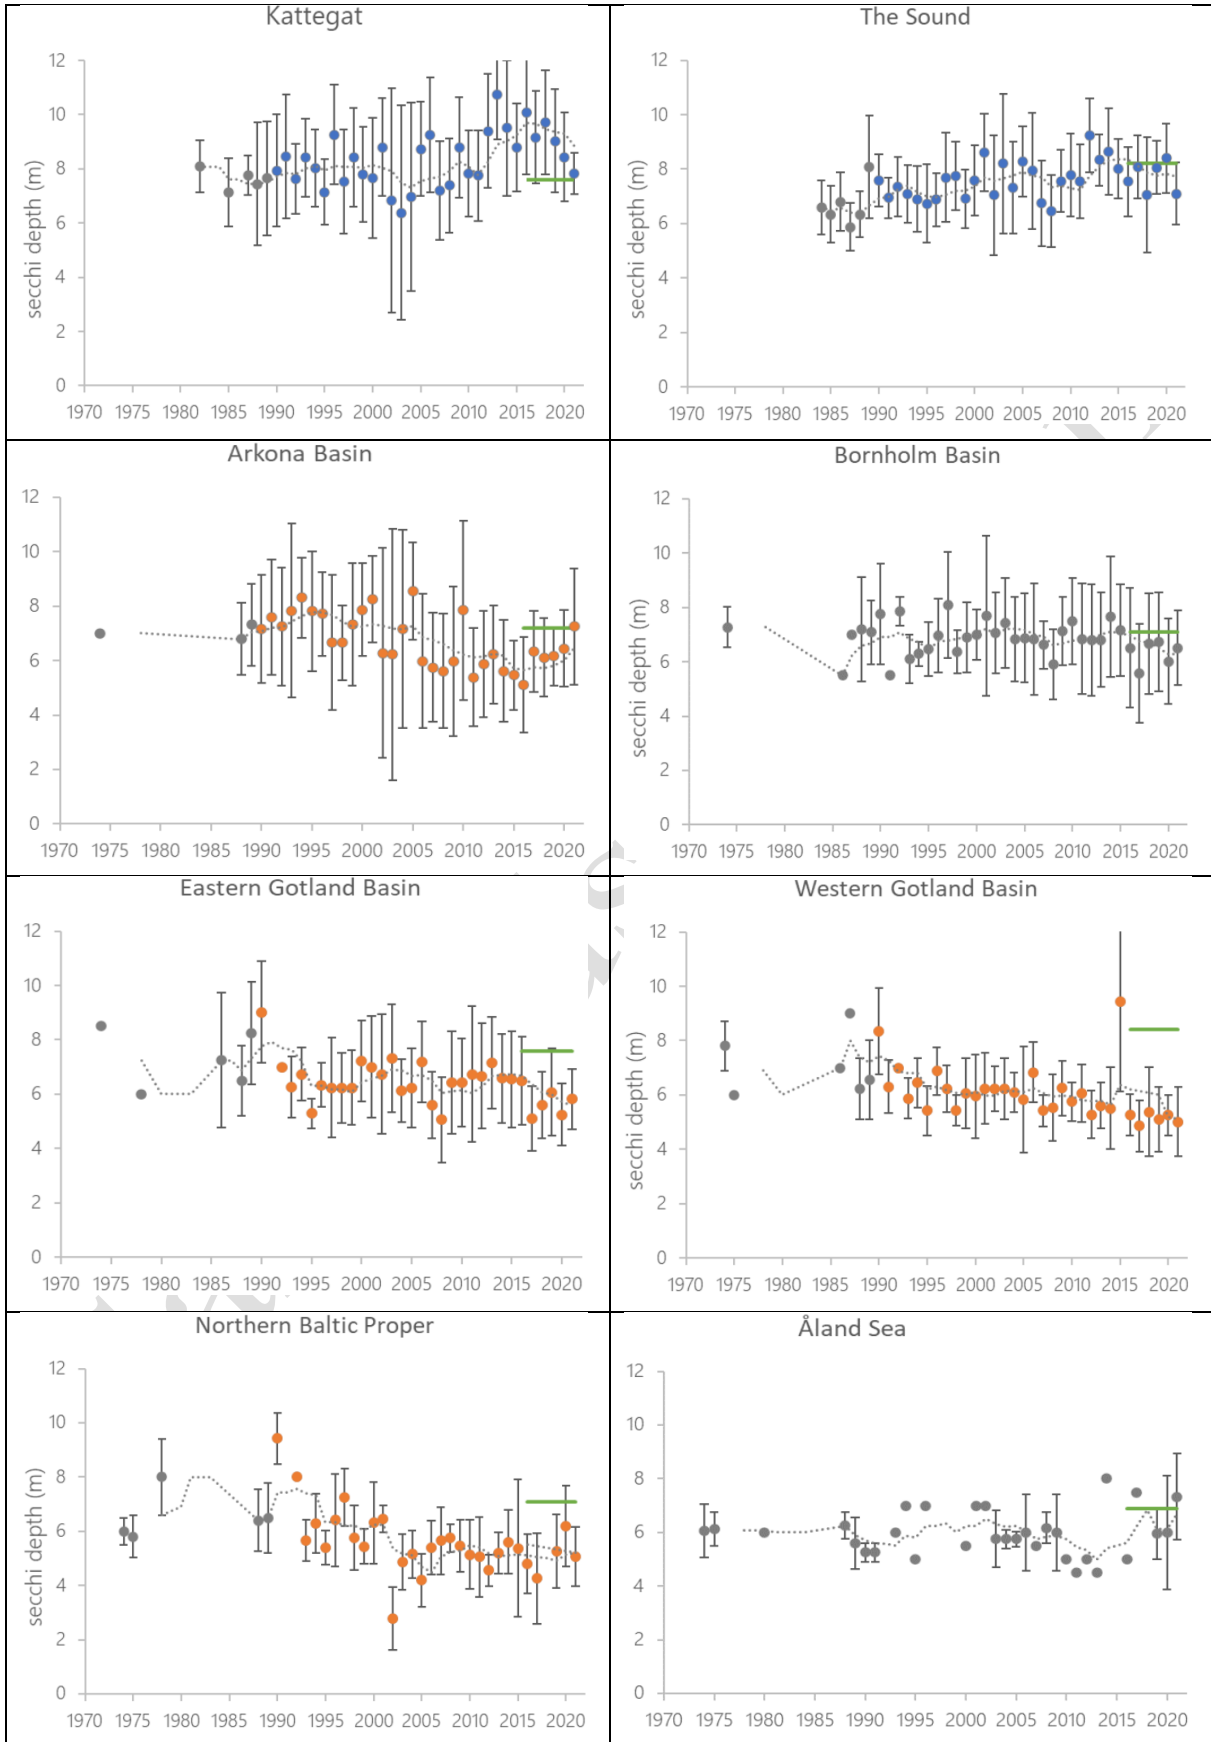 Kattegat
12
10
8
6
4
2
0
secchi depth (m)
1970 1975 1980 1985 1990 1995 2000 2005 2010 2015 2020
The Sound
12
10
8
6
4
2
0
secchi depth (m)
1970 1975 1980 1985 1990 1995 2000 2005 2010 2015 2020
Arkona Basin
12
10
8
6
4
2
0
1970 1975 1980 1985 1990 1995 2000 2005 2010 2015 2020
Bornholm Basin
12
10
8
6
4
2
0
secchi depth (m)
1970 1975 1980 1985 1990 1995 2000 2005 2010 2015 2020
Eastern Gotland Basin
12
10
8
6
4
2
0
1970 1975 1980 1985 1990 1995 2000 2005 2010 2015 2020
Western Gotland Basin
12
10
8
6
4
2
0
secchi depth (m)
1970 1975 1980 1985 1990 1995 2000 2005 2010 2015 2020
Northern Baltic Proper
12
10
8
6
4
2
0
secchi depth (m)
1970 1975 1980 1985 1990 1995 2000 2005 2010 2015 2020
Åland Sea
12
10
8
6
4
2
0
1970 1975 1980 1985 1990 1995 2000 2005 2010 2015 2020